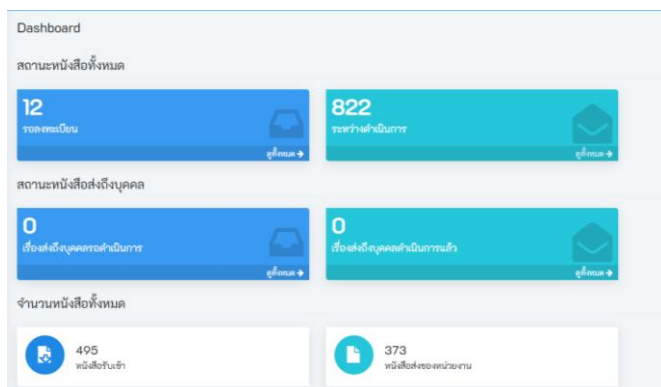 Dashboard
สถานะหนังสือทั้งหมด
12
รอลงทะเบียน
ดูทั้งหมด
822
ระหว่างดำเนินการ
ดูทั้งหมด
สถานะหนังสือส่งถึงบุคคล
0
เรื่องส่งถึงบุคคลรอดำเนินการ
ดูทั้งหมด
0
เรื่องส่งถึงบุคคลดำเนินการแล้ว
ดูทั้งหมด
จำนวนหนังสือทั้งหมด
495
หนังสือรับเข้า
373
หนังสือส่งของหน่วยงาน